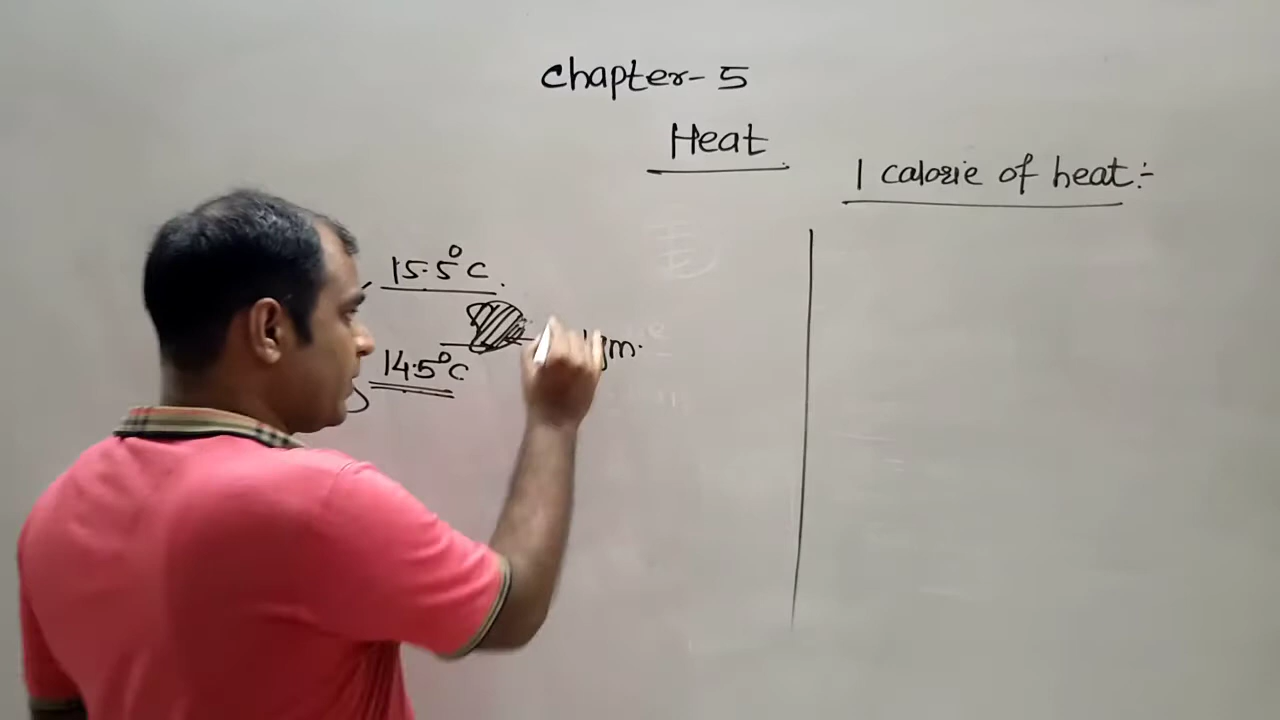 Chapter- 5
Heat
1 calorie of heat:-
15.5°C.
gm.
14.5°C